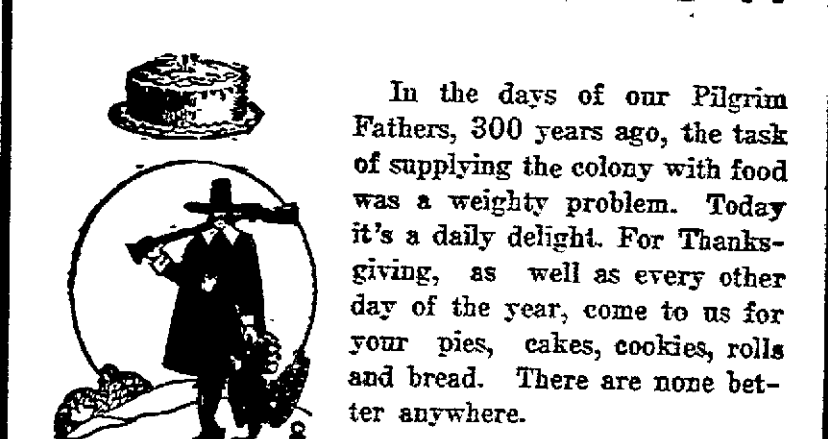 In the days of our Pilgrim
Fathers, 300 years ago, the task
of supplying the colony with food
was a weighty problem. Today
it's a daily delight. For Thanks-
giving, as well as every other
day of the year, come to us for
your pies, cakes, cookies, rolls
and bread. There are none bet-
ter anywhere.